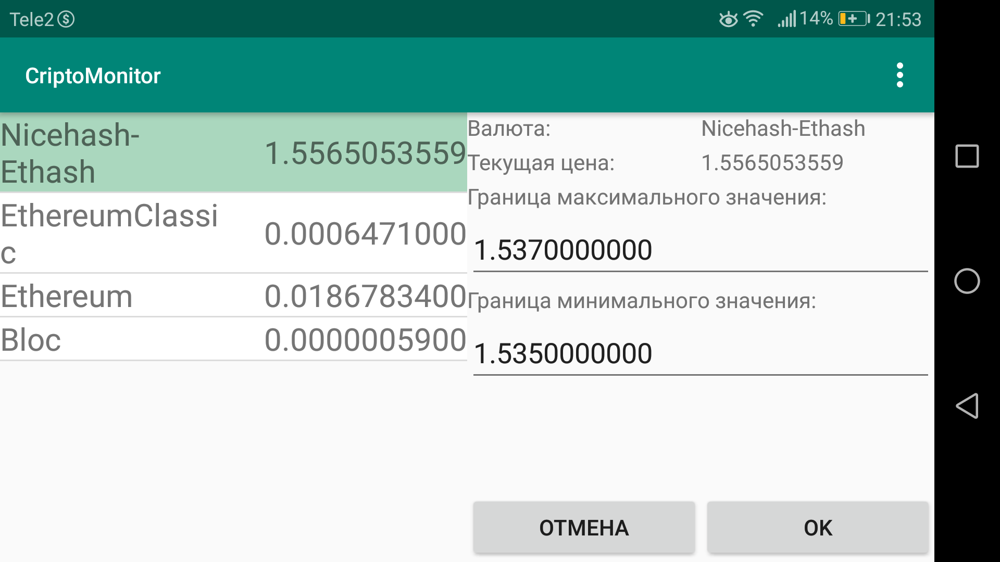 Tele2
14% 21:53
CriptoMonitor
Nicehash-
Ethash
1.5565053559
EthereumClassi
c
0.0006471000
Ethereum 0.0186783400
Bloc 0.0000005900
Валюта: Nicehash-Ethash
Текущая цена: 1.5565053559
Граница максимального значения:
1.5370000000
Граница минимального значения:
1.5350000000
ОТМЕНА OK